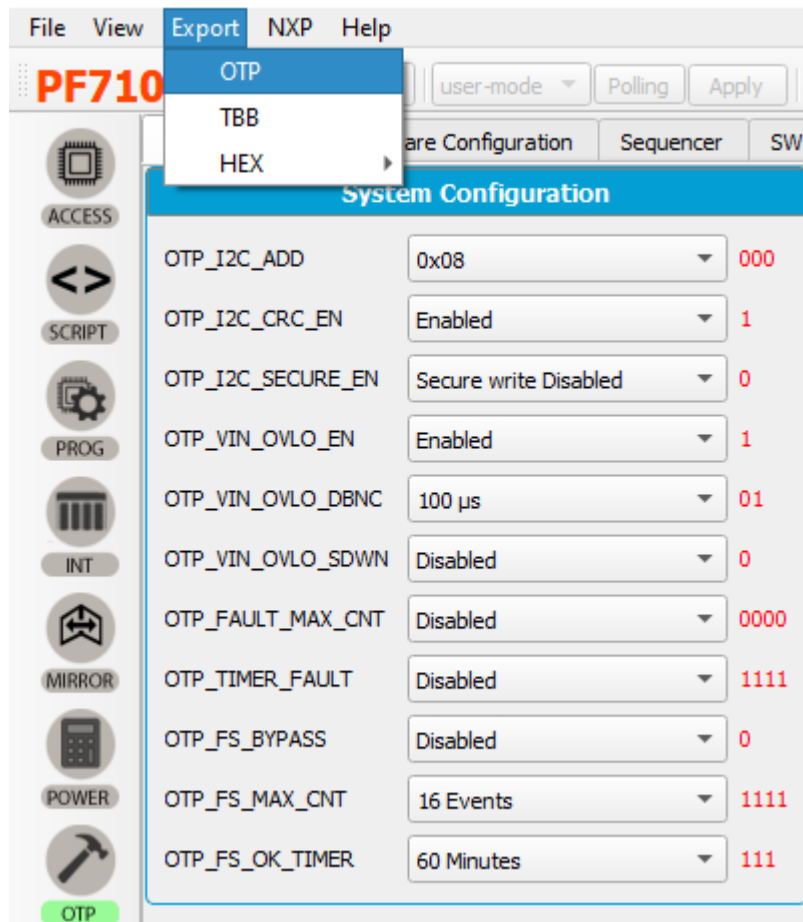 File View Export NXP Help
PF710 user-mode Polling Apply
OTP
TBB
HEX
are Configuration Sequencer SW
System Configuration
ACCESS
SCRIPT
PROG
INT
MIRROR
POWER
OTP
OTP_I2C_ADD 0x08 000
OTP_I2C_CRC_EN Enabled 1
OTP_I2C_SECURE_EN Secure write Disabled 0
OTP_VIN_OVLO_EN Enabled 1
OTP_VIN_OVLO_DBNC 100 µs 01
OTP_VIN_OVLO_SDWN Disabled 0
OTP_FAULT_MAX_CNT Disabled 0000
OTP_TIMER_FAULT Disabled 1111
OTP_FS_BYPASS Disabled 0
OTP_FS_MAX_CNT 16 Events 1111
OTP_FS_OK_TIMER 60 Minutes 111